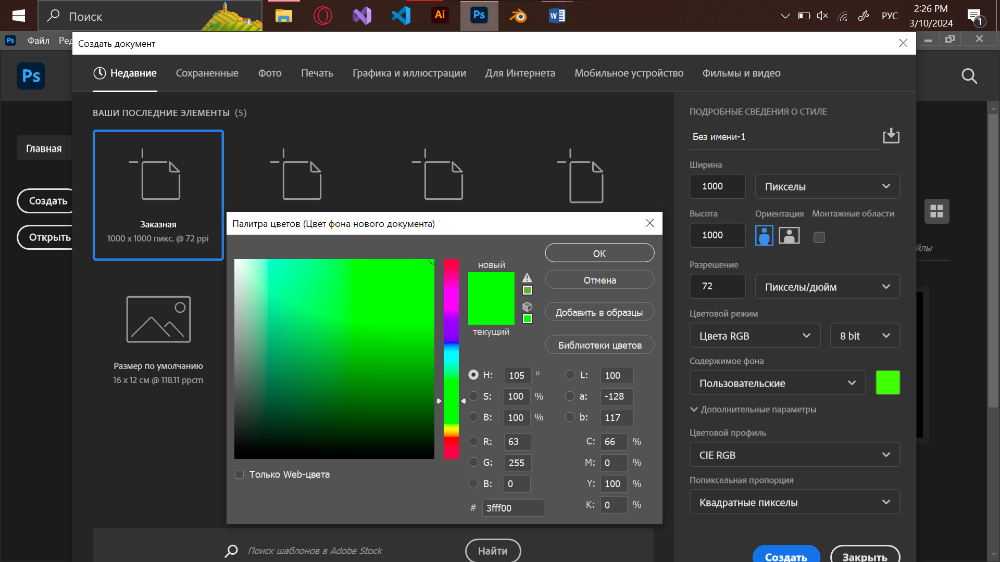 Поиск
Ai
Ps
W
РУС
2:26 PM
3/10/2024
1
Ps
Файл
Ред
Создать документ
Ps
Недавние
Сохраненные
Фото
Печать
Графика и иллюстрации
Для Интернета
Мобильное устройство
Фильмы и видео
ВАШИ ПОСЛЕДНИЕ ЭЛЕМЕНТЫ (5)
Главная
Создать
Открыть
Заказная
1000 x 1000 пикс. @ 72 ppi
Размер по умолчанию
16 x 12 см @ 118.11 ppcm
Палитра цветов (Цвет фона нового документа)
новый
текущий
OK
Отмена
Добавить в образцы
Библиотеки цветов
H: 105 °
S: 100 %
B: 100 %
R: 63
G: 255
B: 0
# 3fff00
L: 100
a: -128
b: 117
C: 66 %
M: 0 %
Y: 100 %
K: 0 %
Только Web-цвета
Поиск шаблонов в Adobe Stock
Найти
ПОДРОБНЫЕ СВЕДЕНИЯ О СТИЛЕ
Без имени-1
Ширина
1000
Пикселы
Высота
Ориентация
Монтажные области
1000
Разрешение
72
Пикселы/дюйм
Цветовой режим
Цвета RGB
8 bit
Содержимое фона
Пользовательские
Дополнительные параметры
Цветовой профиль
CIE RGB
Попиксельная пропорция
Квадратные пикселы
Создать
Закрыть
йлы